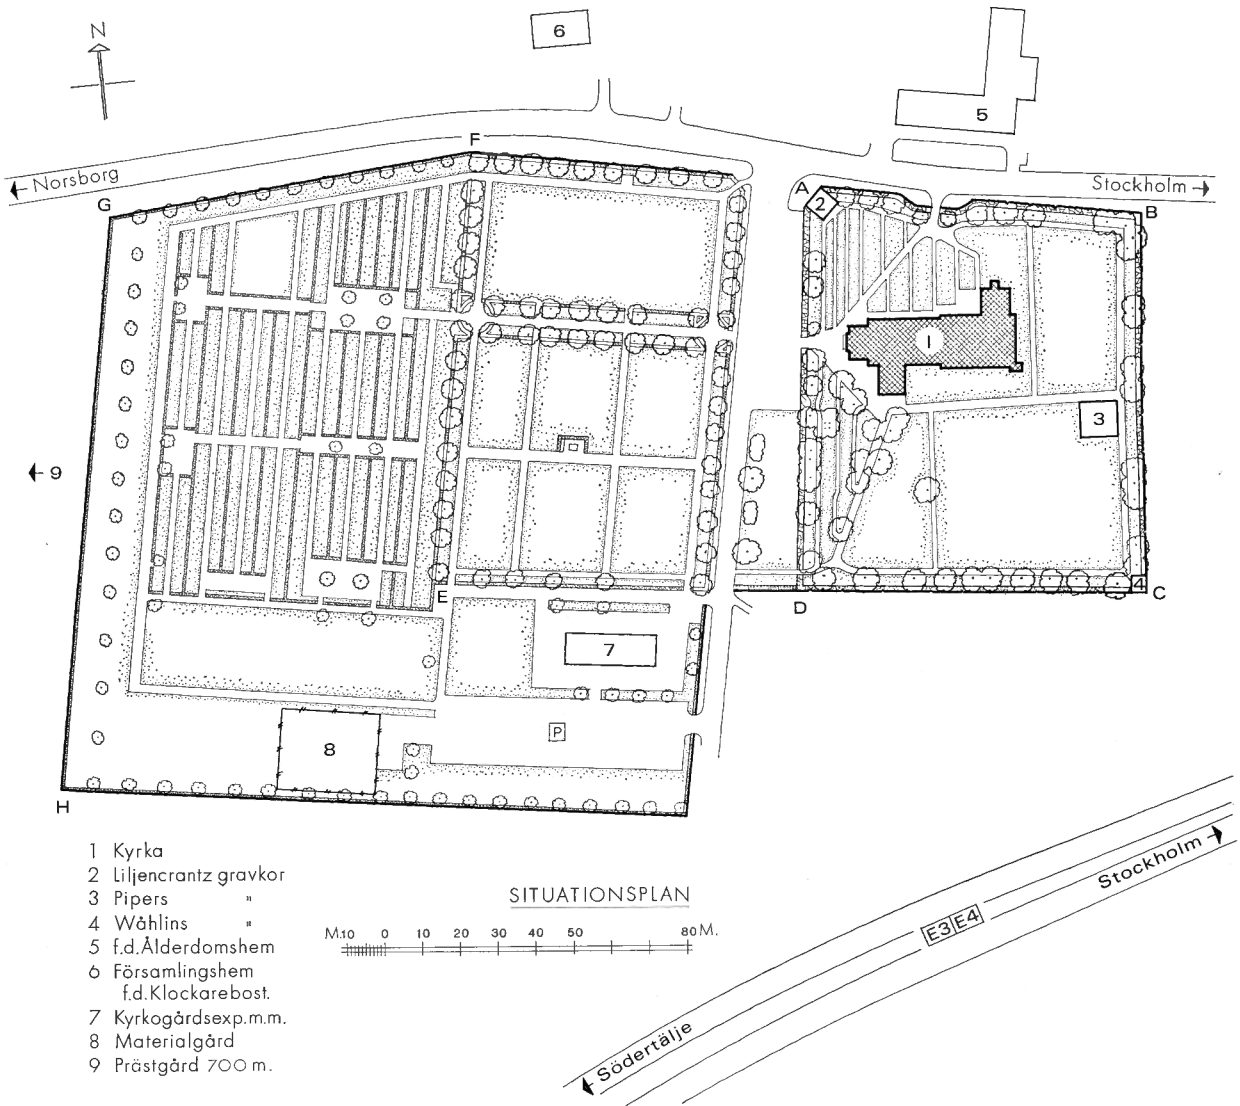 N
6
5
F
← Norsborg
Stockholm →
G
A
2
B
1
3
← 9
E
4
D
C
7
P
8
H
1 Kyrka
2 Liljencrantz gravkor
3 Pipers "
4 Wåhlins "
5 f.d.Ålderdomshem
6 Församlingshem
f.d.Klockarebost.
7 Kyrkogårdsexp.m.m.
8 Materialgård
9 Prästgård 700 m.
SITUATIONSPLAN
M.10 0 10 20 30 40 50 80 M.
Stockholm →
E3 E4
← Södertälje